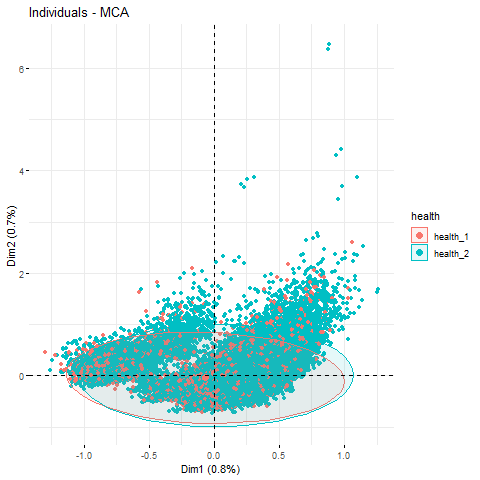 Individuals - MCA
6
4
2
0
Dim2 (0.7%)
-1.0
-0.5
0.0
0.5
1.0
Dim1 (0.8%)
health
health_1
health_2